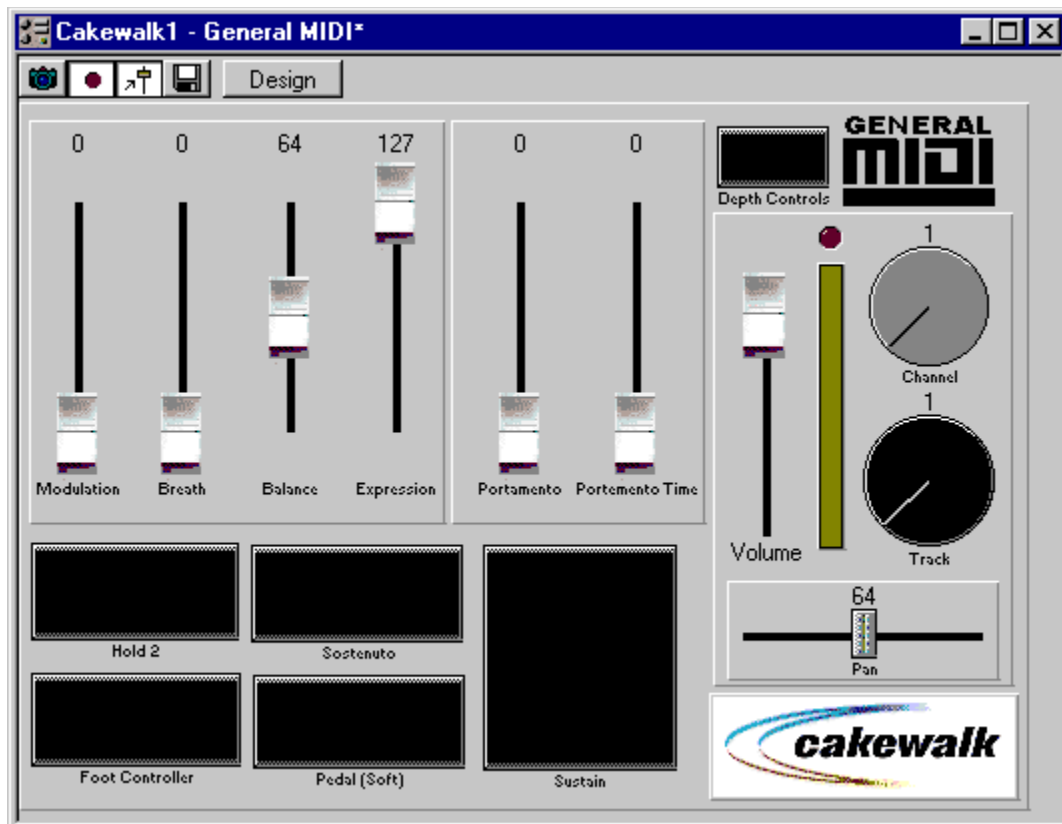 Cakewalk1 - General MIDI*
Design
0 0 64 127 0 0
Modulation Breath Balance Expression Portamento Portemento Time
Depth Controls
GENERAL
MIDI
1
Channel
1
Track
Volume
64
Pan
Hold 2 Sostenuto
Foot Controller Pedal (Soft) Sustain
cakewalk